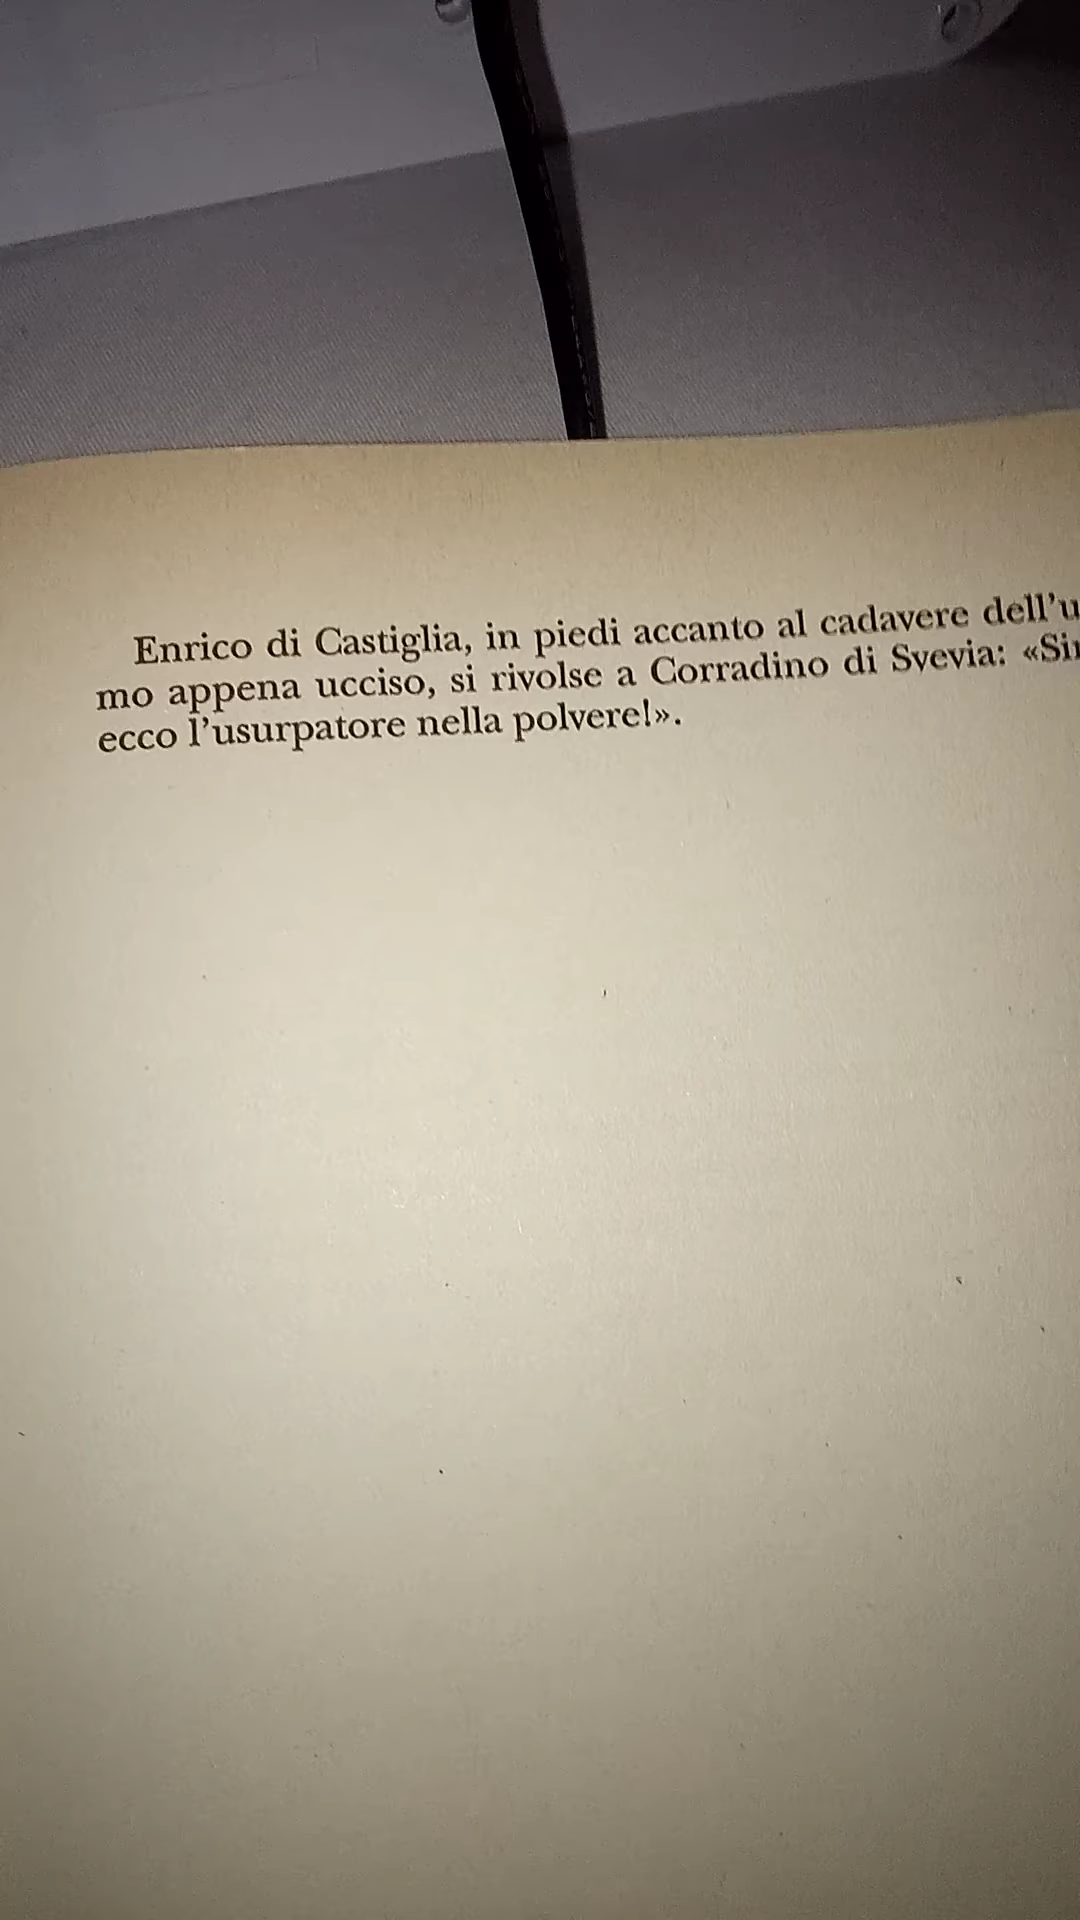 Enrico di Castiglia, in piedi accanto al cadavere dell'u
mo appena ucciso, si rivolse a Corradino di Svevia: «Sir
ecco l'usurpatore nella polvere!».